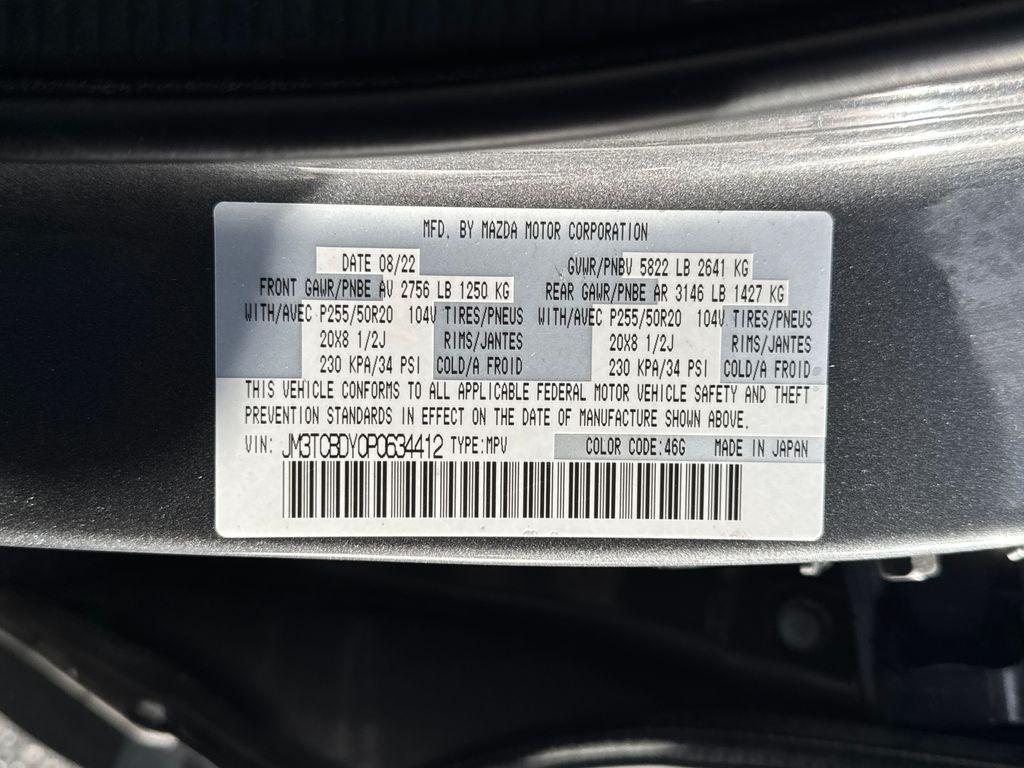 MFD. BY MAZDA MOTOR CORPORATION
DATE 08/22 GVWR/PNBV 5822 LB 2641 KG
FRONT GAWR/PNBE AV 2756 LB 1250 KG REAR GAWR/PNBE AR 3146 LB 1427 KG
WITH/AVEC P255/50R20 104V TIRES/PNEUS WITH/AVEC P255/50R20 104V TIRES/PNEUS
20X8 1/2J RIMS/JANTES 20X8 1/2J RIMS/JANTES
230 KPA/34 PSI COLD/A FROID 230 KPA/34 PSI COLD/A FROID
THIS VEHICLE CONFORMS TO ALL APPLICABLE FEDERAL MOTOR VEHICLE SAFETY AND THEFT
PREVENTION STANDARDS IN EFFECT ON THE DATE OF MANUFACTURE SHOWN ABOVE.
VIN: JM3TCBDY0P0634412 TYPE:MPV COLOR CODE:46G MADE IN JAPAN